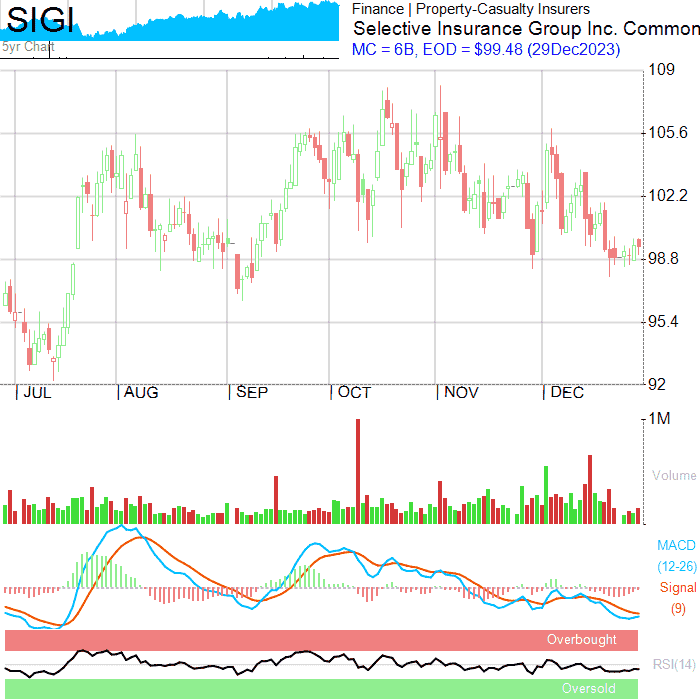 SIGI
5yr Chart
Finance | Property-Casualty Insurers
Selective Insurance Group Inc. Common
MC = 6B, EOD = $99.48 (29Dec2023)
109
105.6
102.2
98.8
95.4
92
JUL AUG SEP OCT NOV DEC
1M
Volume
MACD
(12-26)
Signal
(9)
Overbought
RSI(14)
Oversold